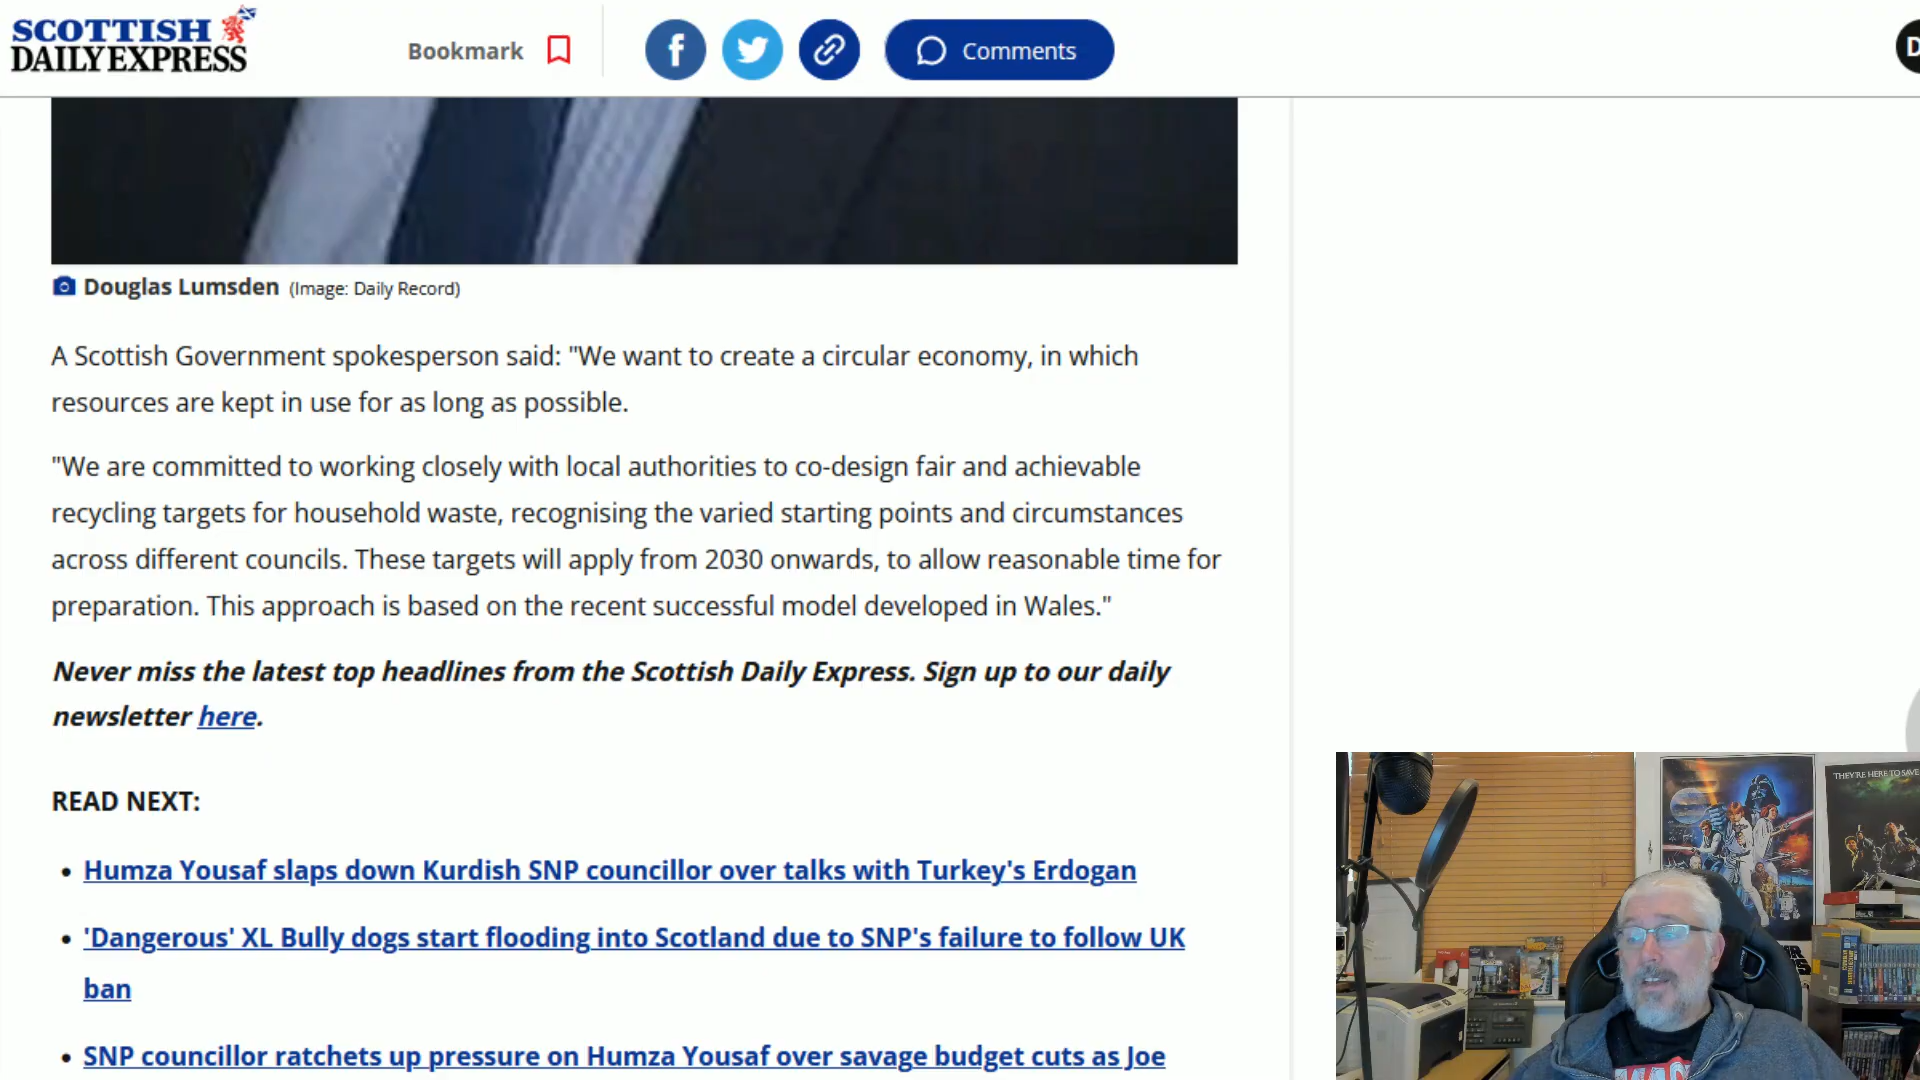 SCOTTISH
DAILY EXPRESS
Bookmark
Comments
D
Douglas Lumsden (Image: Daily Record)
A Scottish Government spokesperson said: "We want to create a circular economy, in which
resources are kept in use for as long as possible.
"We are committed to working closely with local authorities to co-design fair and achievable
recycling targets for household waste, recognising the varied starting points and circumstances
across different councils. These targets will apply from 2030 onwards, to allow reasonable time for
preparation. This approach is based on the recent successful model developed in Wales."
Never miss the latest top headlines from the Scottish Daily Express. Sign up to our daily
newsletter here.
READ NEXT:
• Humza Yousaf slaps down Kurdish SNP councillor over talks with Turkey's Erdogan
• 'Dangerous' XL Bully dogs start flooding into Scotland due to SNP's failure to follow UK
ban
• SNP councillor ratchets up pressure on Humza Yousaf over savage budget cuts as Joe
THEY'RE HERE TO SAVE